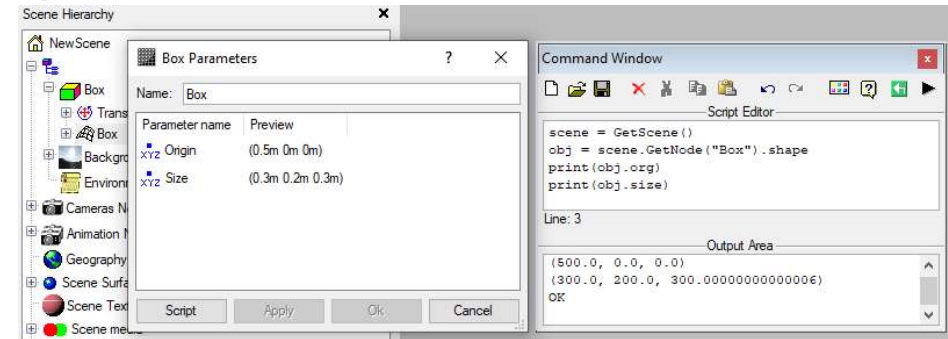 Scene Hierarchy
NewScene
Box
Trans
Box
Backgro
Environ
Cameras N
Animation N
Geography
Scene Surfa
Scene Tex
Scene me
Box Parameters
Name: Box
Parameter name Preview
XYZ Origin (0.5m 0m 0m)
XYZ Size (0.3m 0.2m 0.3m)
Script Apply Ok Cancel
Command Window
Script Editor
scene = GetScene()
obj = scene.GetNode("Box").shape
print(obj.org)
print(obj.size)
Line: 3
Output Area
(500.0, 0.0, 0.0)
(300.0, 200.0, 300.00000000000006)
OK